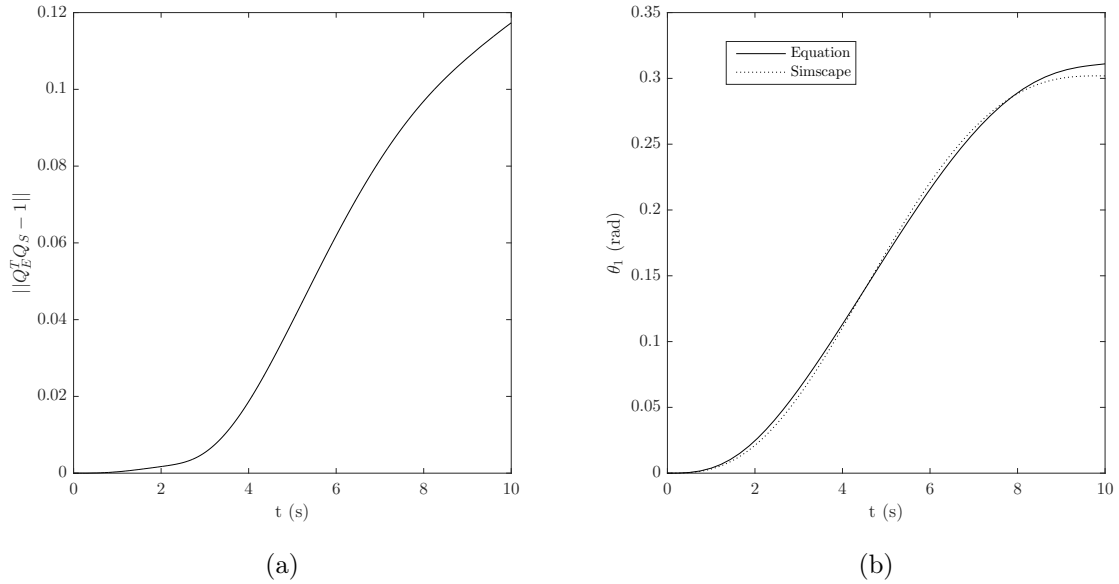 0.12
0.1
0.08
0.06
0.04
0.02
0
0 2 4 6 8 10
t (s)
||Q_E^T Q_S − 1||
(a)
0.35
0.3
0.25
0.2
0.15
0.1
0.05
0
0 2 4 6 8 10
t (s)
θ₁ (rad)
Equation
Simscape
(b)